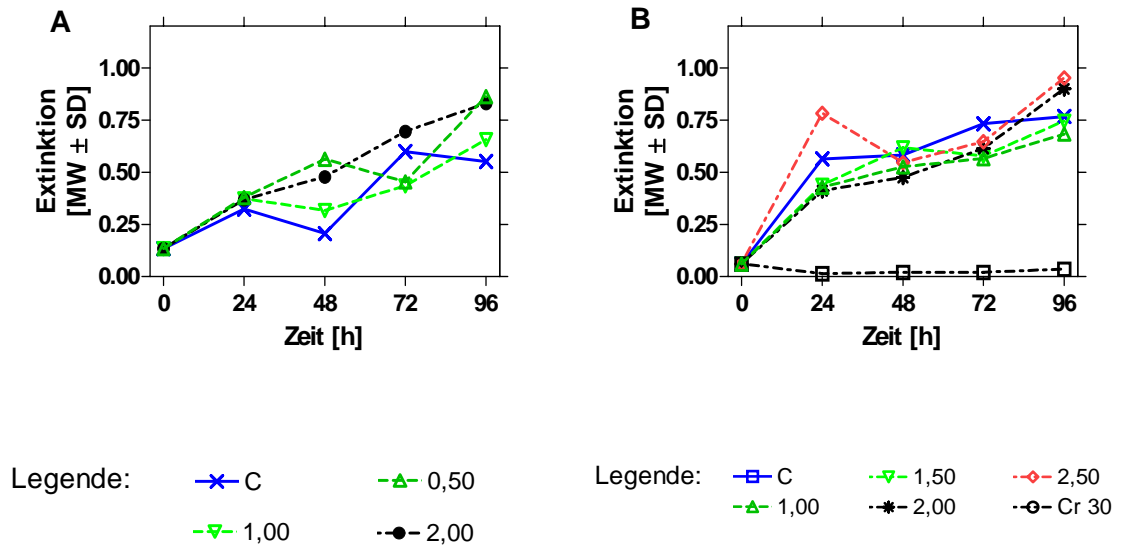 A
Extinktion
[MW ± SD]
1.00
0.75
0.50
0.25
0.00
0 24 48 72 96
Zeit [h]
B
Extinktion
[MW ± SD]
1.00
0.75
0.50
0.25
0.00
0 24 48 72 96
Zeit [h]
Legende:
C 0,50
1,00 2,00
Legende:
C 1,50 2,50
1,00 2,00 Cr 30